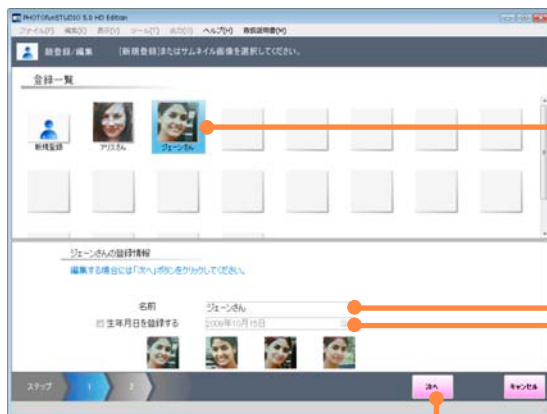 PHOTOfunSTUDIO 5.0 HD Edition
ファイル(F) 編集(E) 表示(V) ツール(T) 出力(O) ヘルプ(H) 取扱説明書(M)
顔登録/編集 [新規登録]またはサムネイル画像を選択してください。
登録一覧
新規登録 アリスさん ジェーンさん
ジェーンさんの登録情報
編集する場合には「次へ」ボタンをクリックしてください。
名前 ジェーンさん
生年月日を登録する 2009年10月15日
ステップ 1 2 次へ キャンセル